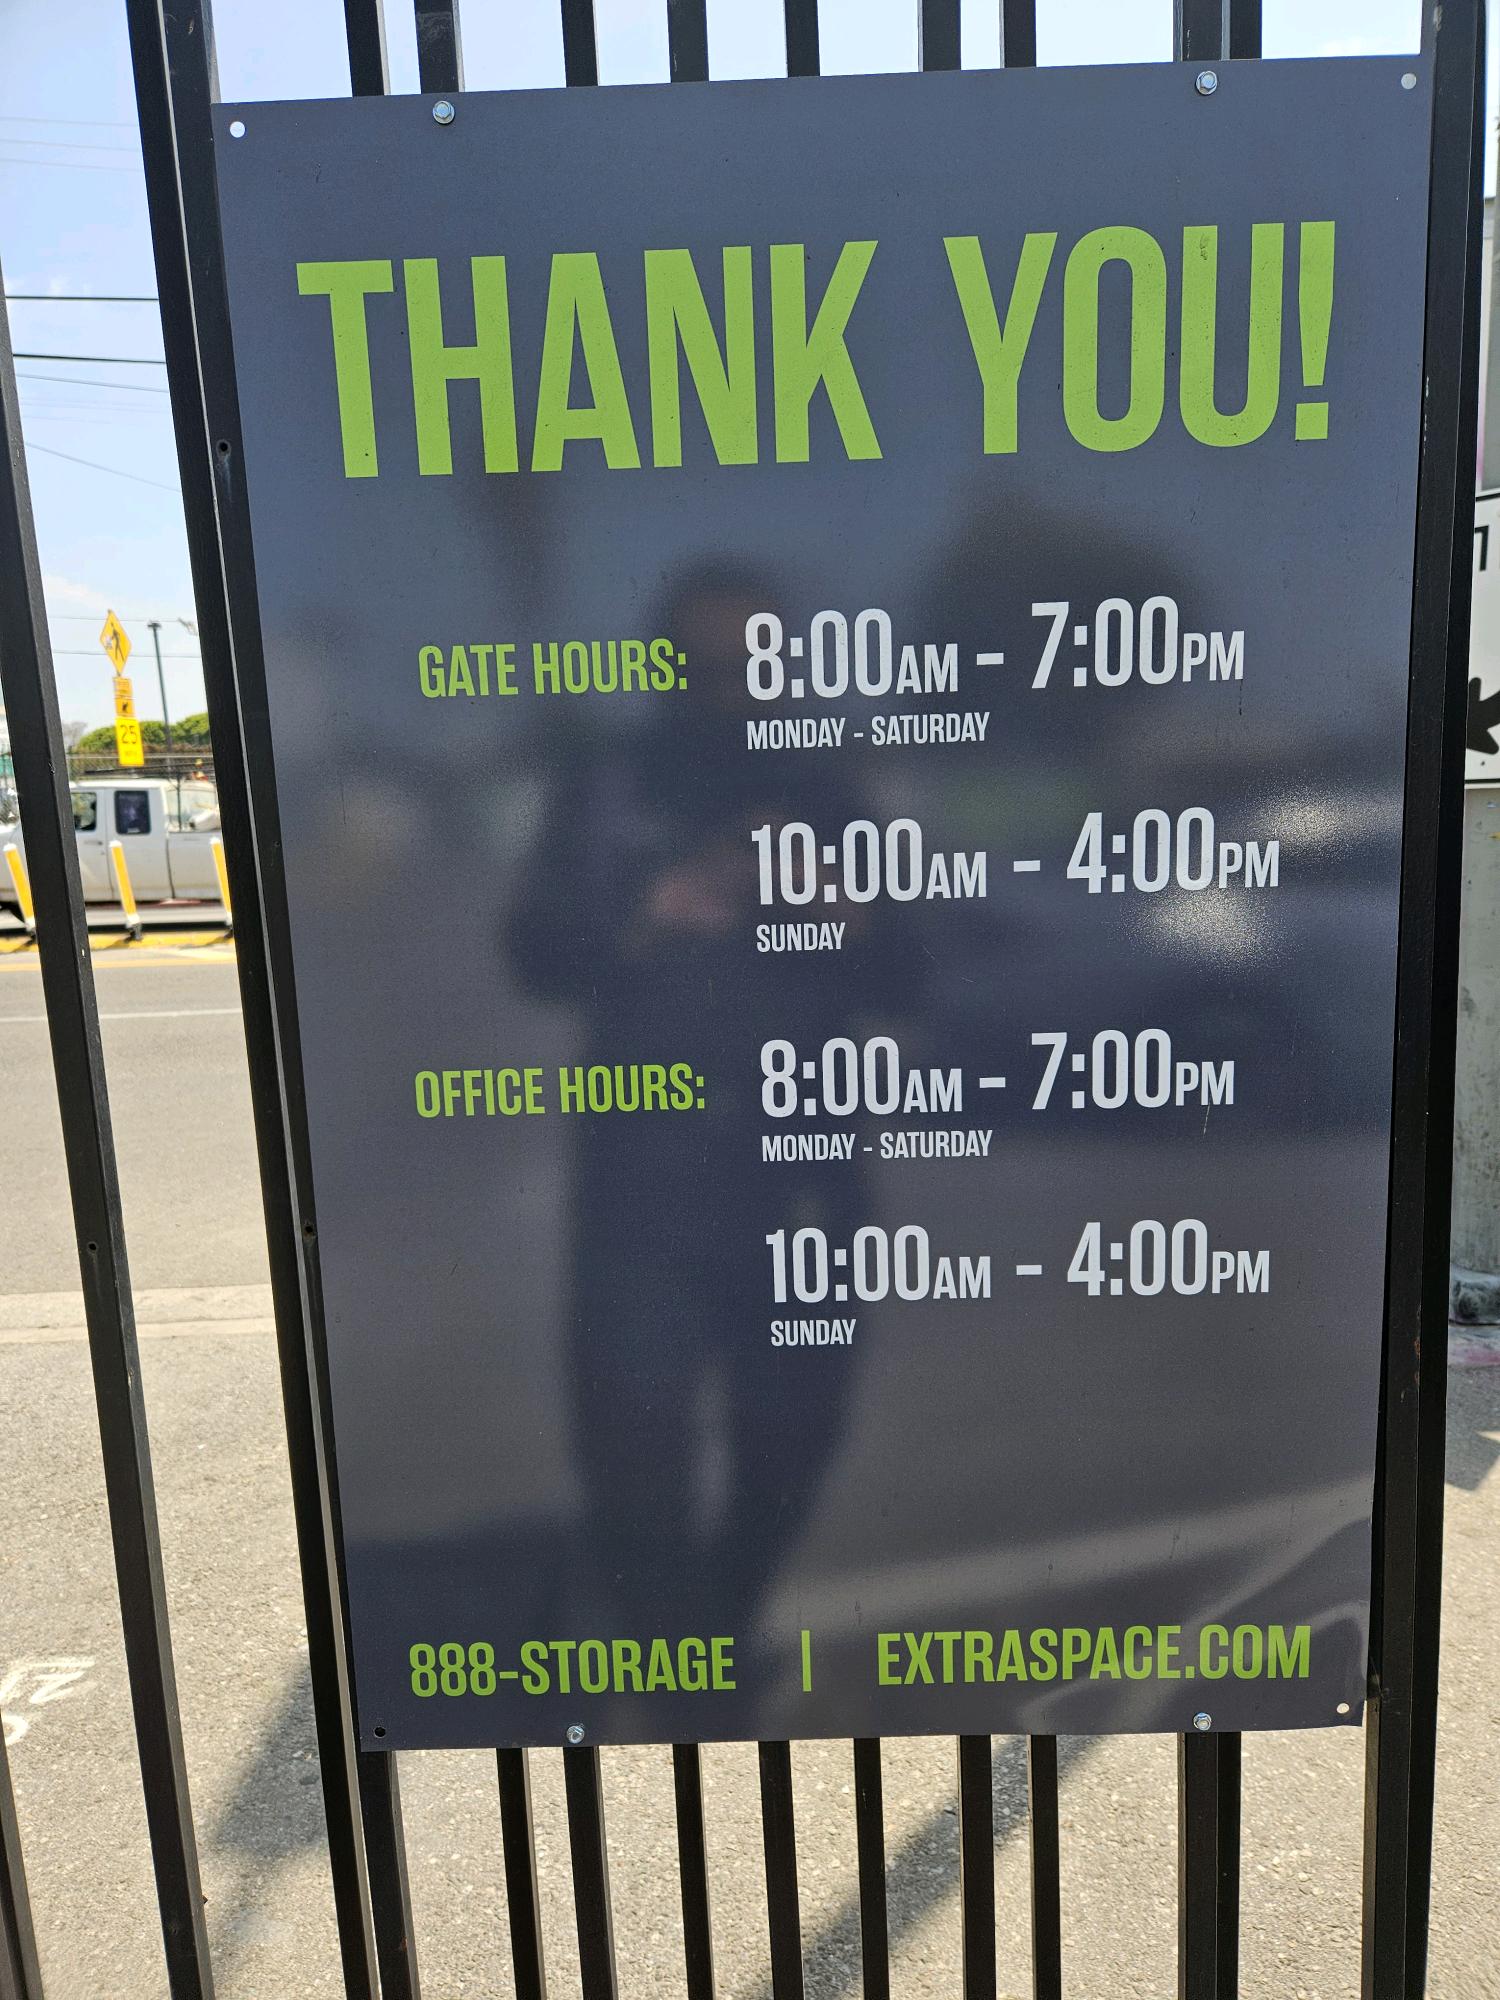 THANK YOU!
GATE HOURS: 8:00AM - 7:00PM
MONDAY - SATURDAY
10:00AM - 4:00PM
SUNDAY
OFFICE HOURS: 8:00AM - 7:00PM
MONDAY - SATURDAY
10:00AM - 4:00PM
SUNDAY
888-STORAGE | EXTRASPACE.COM
25